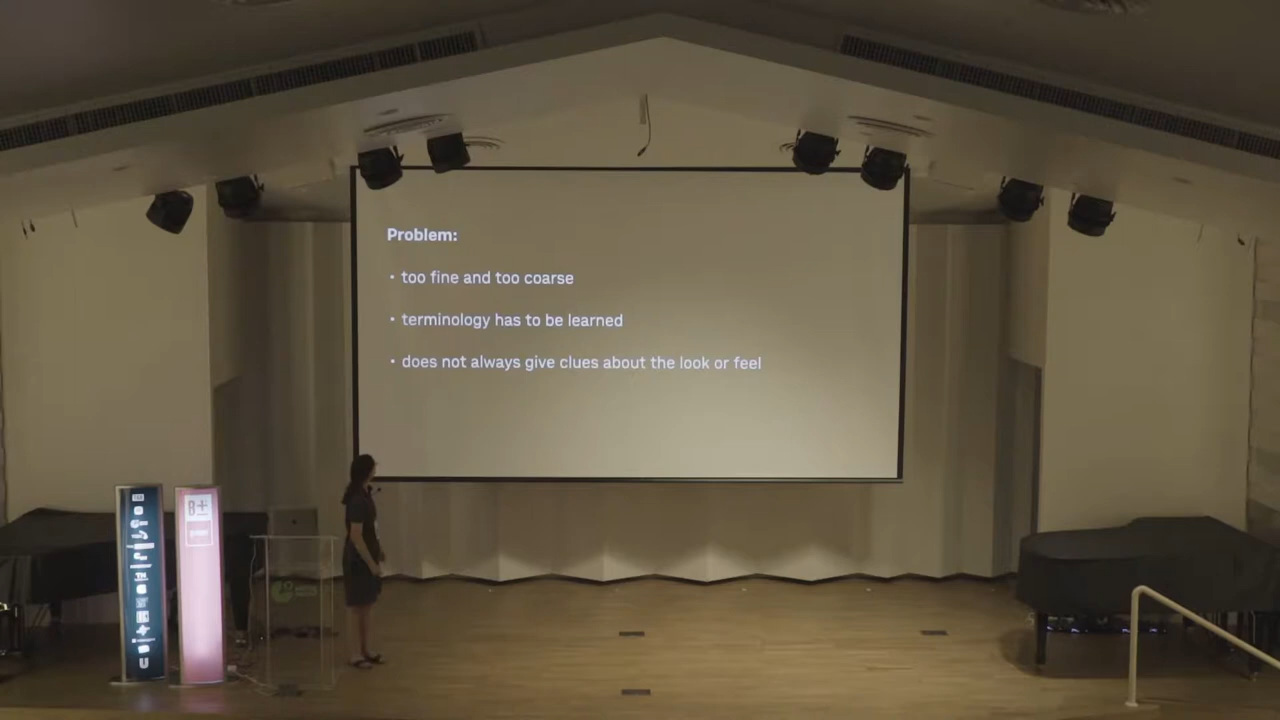 Problem:
• too fine and too coarse
• terminology has to be learned
• does not always give clues about the look or feel
B±